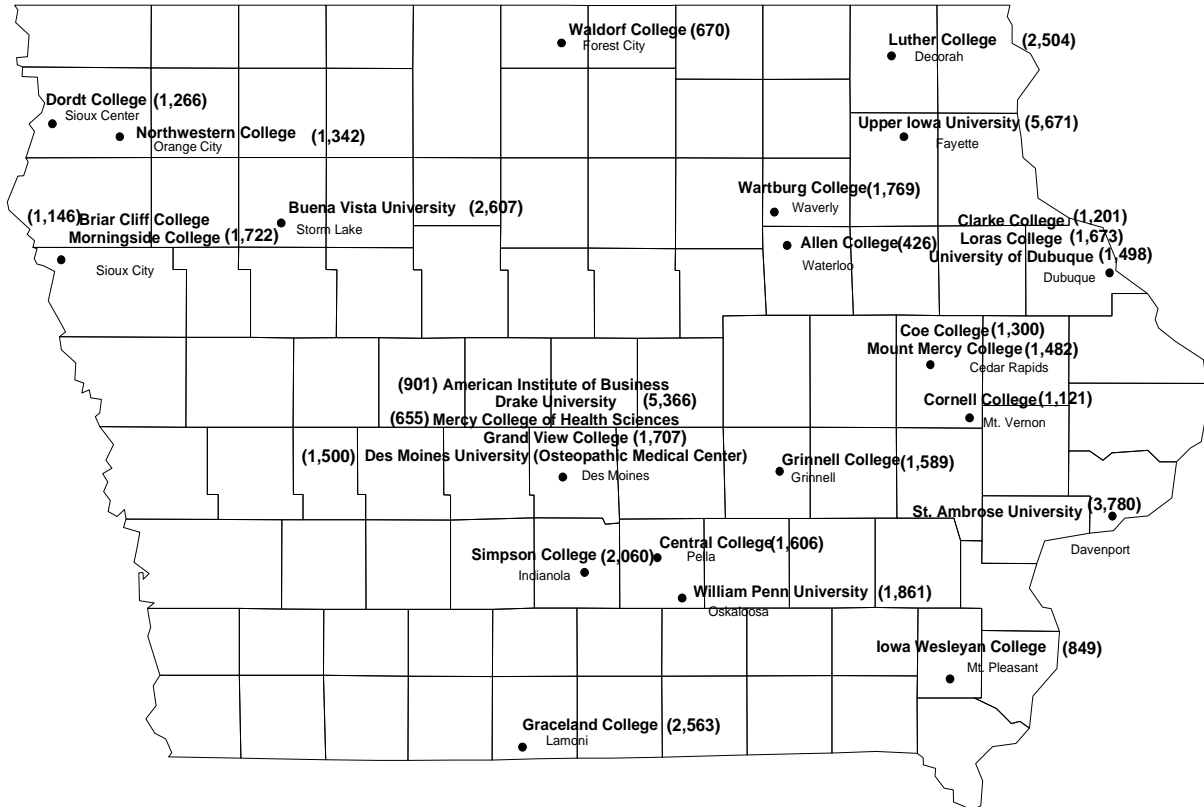 Waldorf College (670)
Forest City
Luther College (2,504)
Decorah
Dordt College (1,266)
Sioux Center
Northwestern College (1,342)
Orange City
Upper Iowa University (5,671)
Fayette
Wartburg College (1,769)
Waverly
(1,146) Briar Cliff College
Morningside College (1,722)
Sioux City
Buena Vista University (2,607)
Storm Lake
Allen College (426)
Waterloo
Clarke College (1,201)
Loras College (1,673)
University of Dubuque (1,498)
Dubuque
Coe College (1,300)
Mount Mercy College (1,482)
Cedar Rapids
(901) American Institute of Business
Drake University (5,366)
(655) Mercy College of Health Sciences
Grand View College (1,707)
(1,500) Des Moines University (Osteopathic Medical Center)
Des Moines
Cornell College (1,121)
Mt. Vernon
Grinnell College (1,589)
Grinnell
St. Ambrose University (3,780)
Davenport
Simpson College (2,060)
Indianola
Central College (1,606)
Pella
William Penn University (1,861)
Oskaloosa
Iowa Wesleyan College (849)
Mt. Pleasant
Graceland College (2,563)
Lamoni